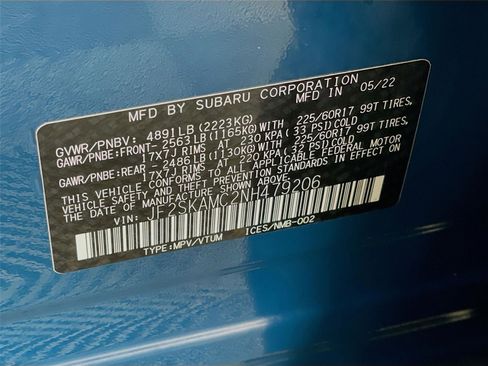 MFD BY SUBARU CORPORATION 05/22
GVWR/PNBV: 4891LB(2223KG)
GAWR/PNBE:FRONT- 2563LB(1165KG)WITH 225/60R17 99T TIRES,
17X7J RIMS AT 230 KPA (33 PSI)COLD
GAWR/PNBE:REAR- 2486LB(1130KG)WITH 225/60R17 99T TIRES,
17X7J RIMS AT 220 KPA (32 PSI)COLD
THIS VEHICLE CONFORMS TO ALL APPLICABLE FEDERAL MOTOR
VEHICLE SAFETY AND THEFT PREVENTION STANDARDS IN EFFECT
ON THE DATE OF MANUFACTURE SHOWN ABOVE.
VIN: JF2SKAMC2NH479206
TYPE:MPV/VTUM ICES/NMB-002